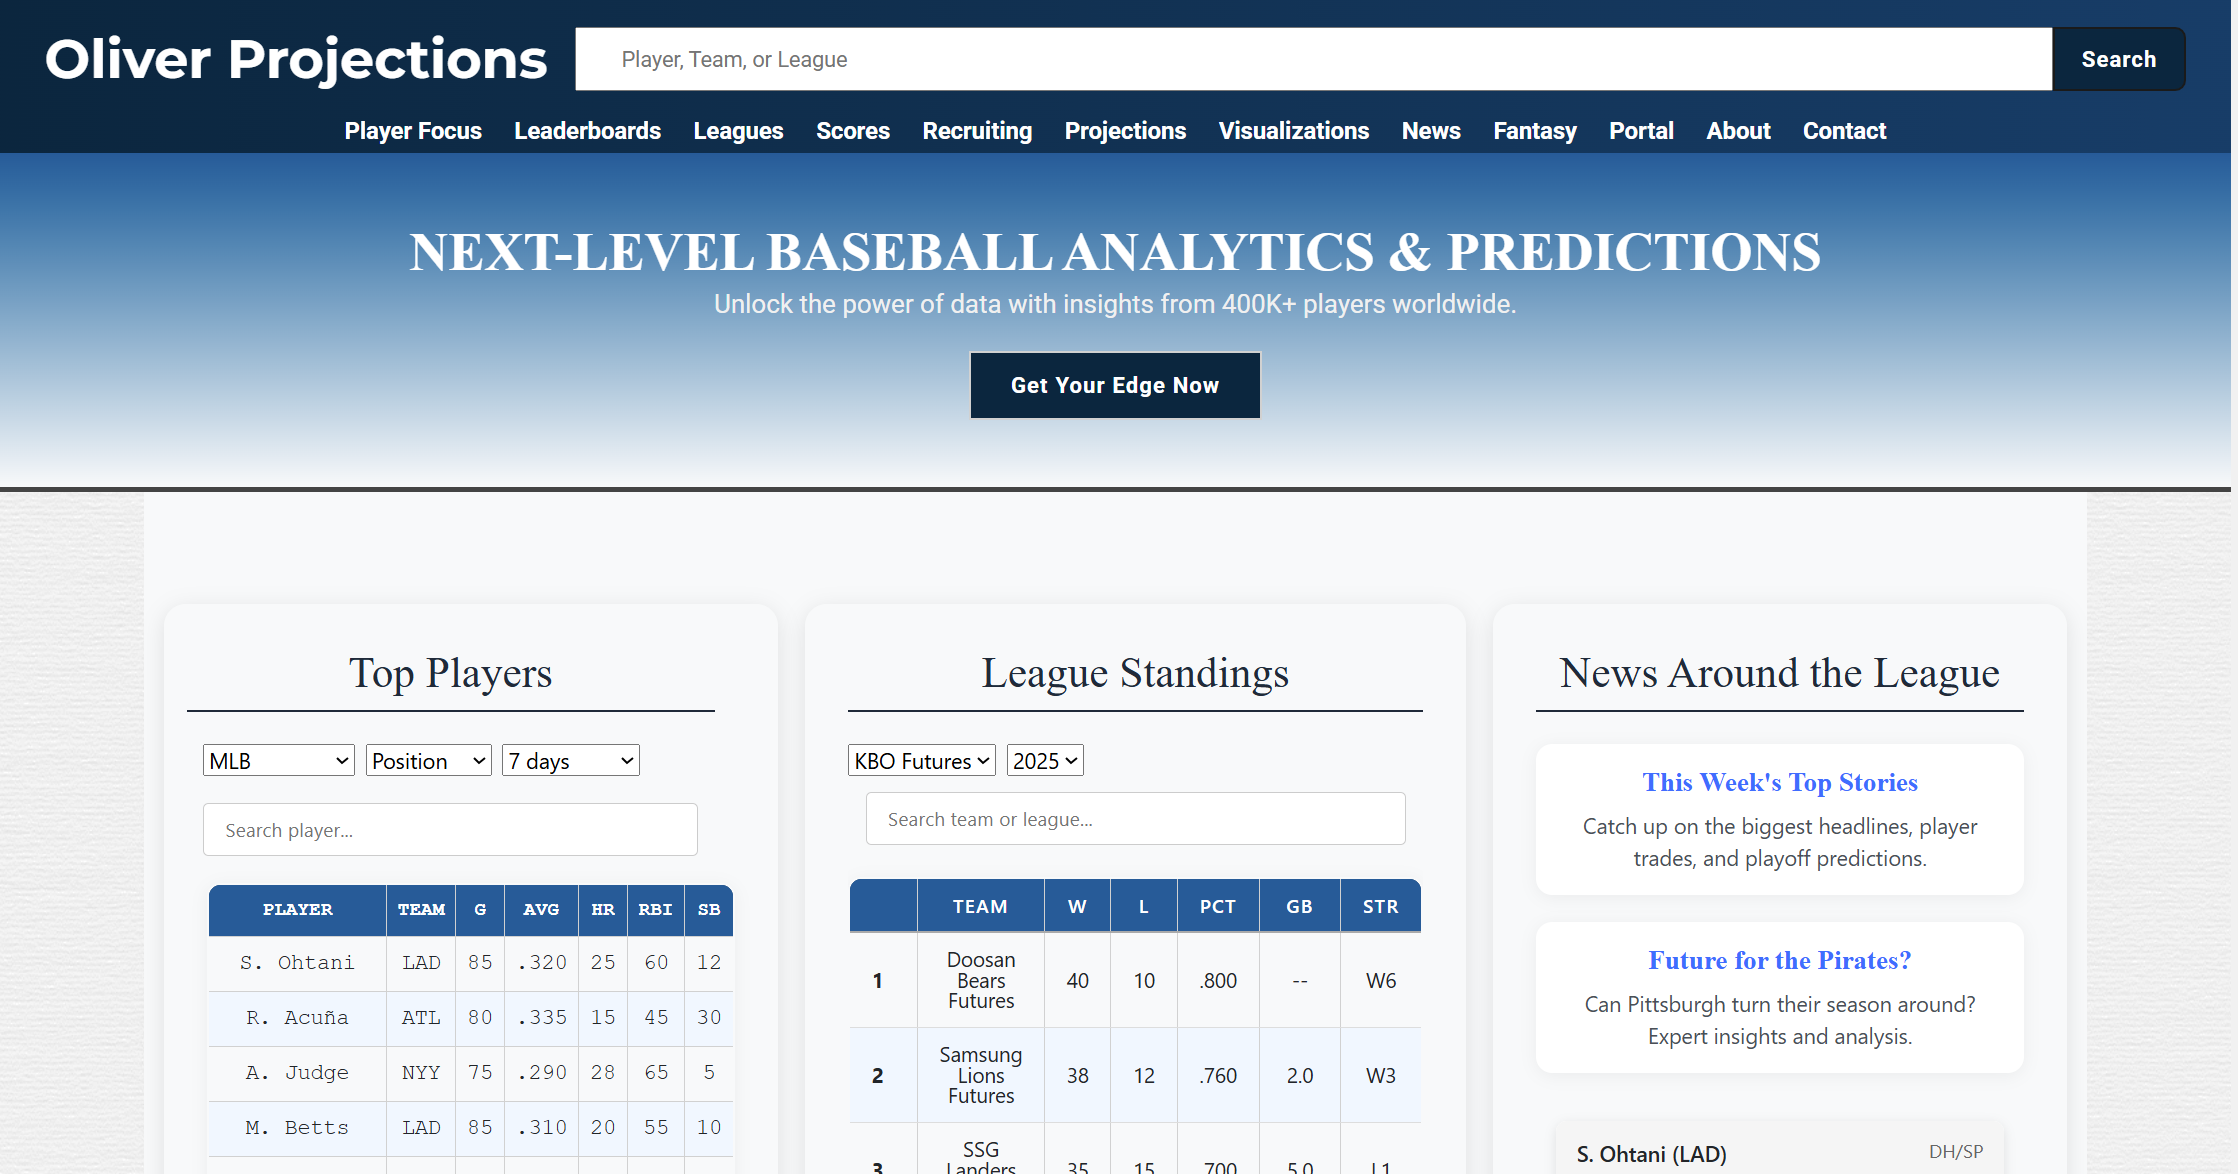 Oliver Projections
Player, Team, or League
Search
Player Focus Leaderboards Leagues Scores Recruiting Projections Visualizations News Fantasy Portal About Contact
NEXT-LEVEL BASEBALL ANALYTICS & PREDICTIONS
Unlock the power of data with insights from 400K+ players worldwide.
Get Your Edge Now
Top Players
MLB Position 7 days
Search player...
PLAYER TEAM G AVG HR RBI SB
S. Ohtani LAD 85 .320 25 60 12
R. Acuña ATL 80 .335 15 45 30
A. Judge NYY 75 .290 28 65 5
M. Betts LAD 85 .310 20 55 10
League Standings
KBO Futures 2025
Search team or league...
TEAM W L PCT GB STR
1 Doosan Bears Futures 40 10 .800 -- W6
2 Samsung Lions Futures 38 12 .760 2.0 W3
3 SSG Landers 35 15 .700 5.0 L1
News Around the League
This Week's Top Stories
Catch up on the biggest headlines, player
trades, and playoff predictions.
Future for the Pirates?
Can Pittsburgh turn their season around?
Expert insights and analysis.
S. Ohtani (LAD) DH/SP